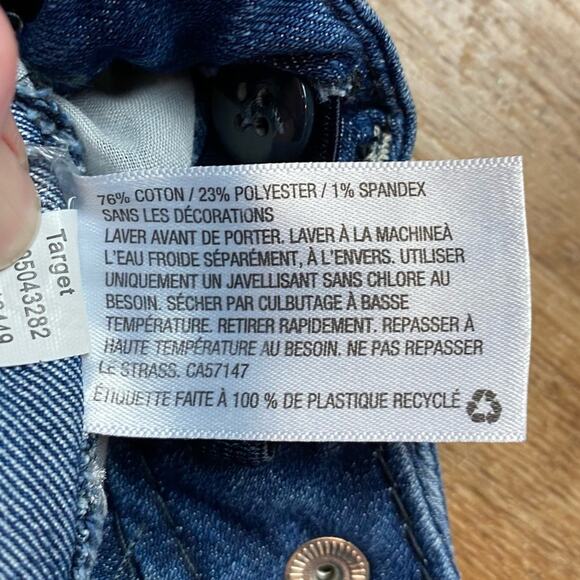 76% COTON / 23% POLYESTER / 1% SPANDEX
SANS LES DÉCORATIONS
LAVER AVANT DE PORTER. LAVER À LA MACHINEÀ
L'EAU FROIDE SÉPARÉMENT, À L'ENVERS. UTILISER
UNIQUEMENT UN JAVELLISANT SANS CHLORE AU
BESOIN. SÉCHER PAR CULBUTAGE À BASSE
TEMPÉRATURE. RETIRER RAPIDEMENT. REPASSER À
HAUTE TEMPÉRATURE AU BESOIN. NE PAS REPASSER
LE STRASS. CA57147
ÉTIQUETTE FAITE À 100 % DE PLASTIQUE RECYCLÉ
Target
05043282